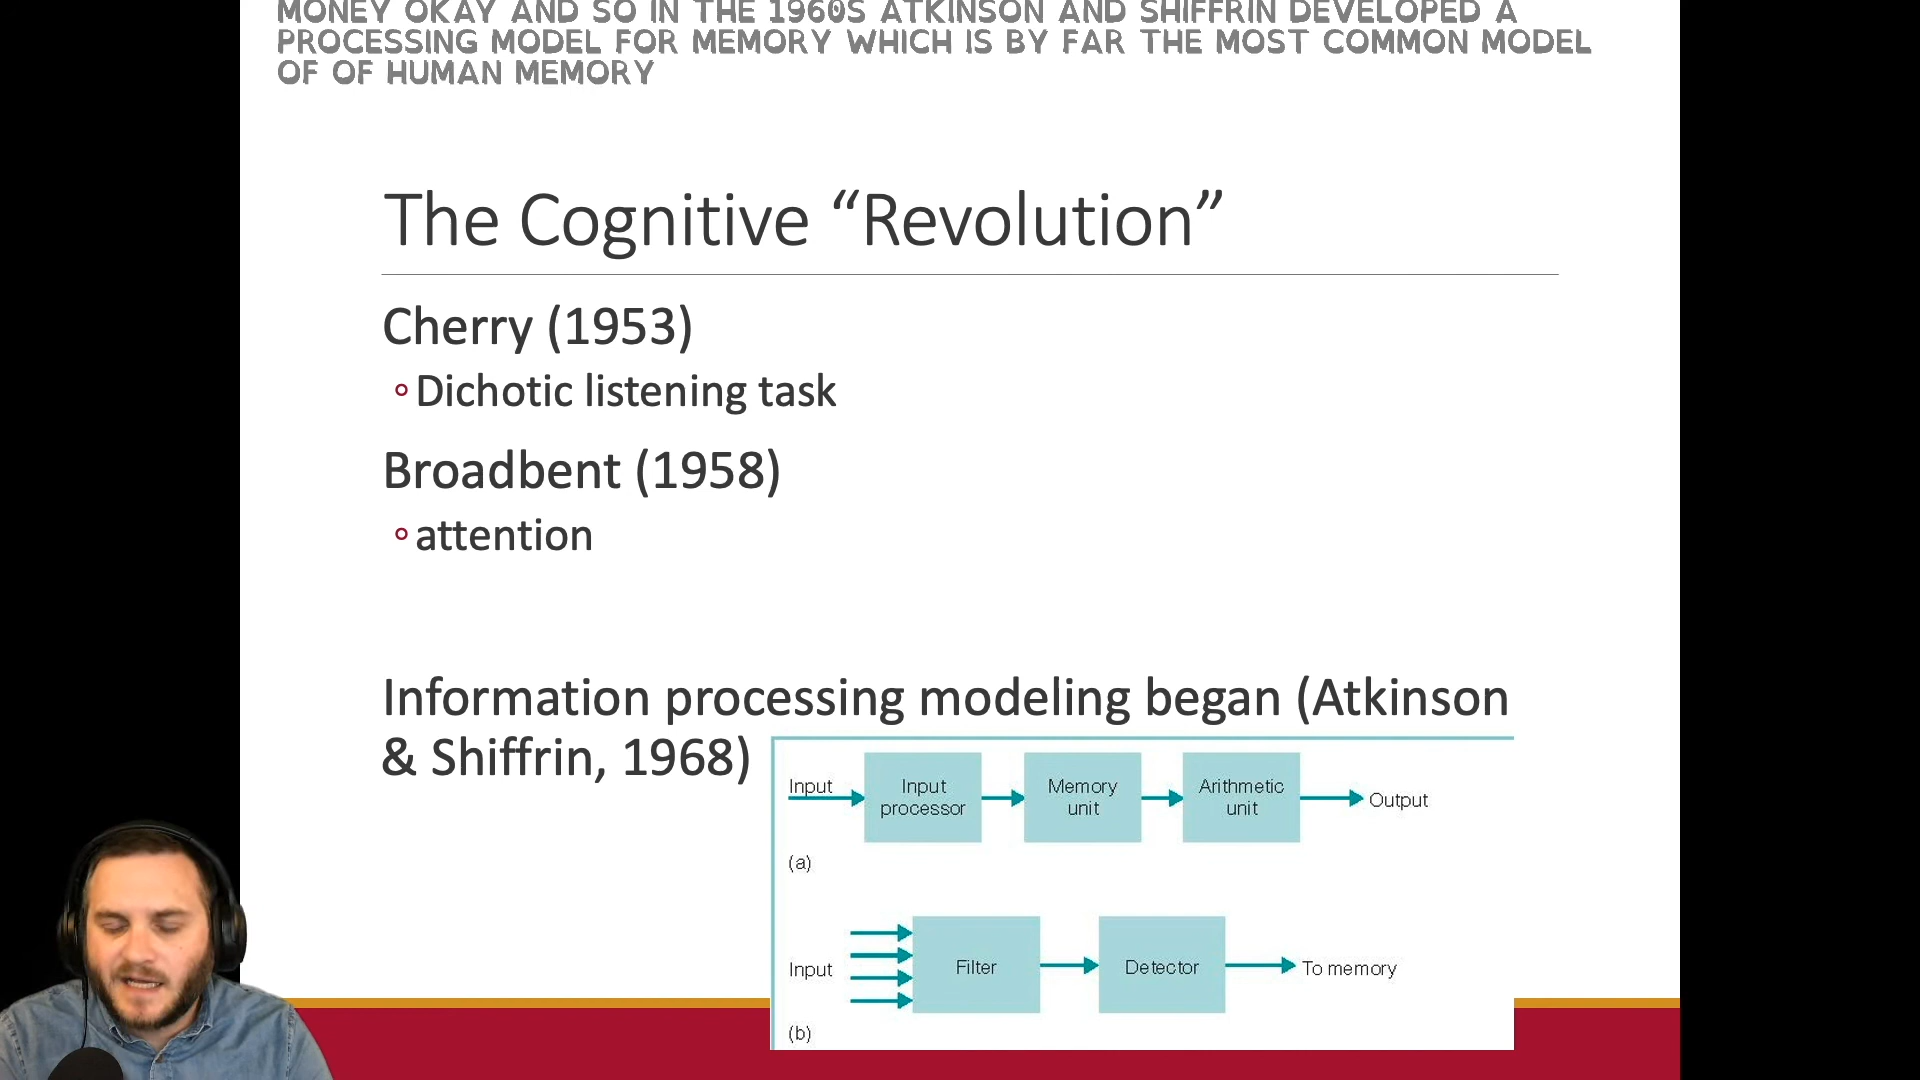 MONEY OKAY AND SO IN THE 1960S ATKINSON AND SHIFFRIN DEVELOPED A
PROCESSING MODEL FOR MEMORY WHICH IS BY FAR THE MOST COMMON MODEL
OF OF HUMAN MEMORY
The Cognitive “Revolution”
Cherry (1953)
◦Dichotic listening task
Broadbent (1958)
◦attention
Information processing modeling began (Atkinson
& Shiffrin, 1968)
Input
Input
processor
Memory
unit
Arithmetic
unit
Output
(a)
Input
Filter
Detector
To memory
(b)